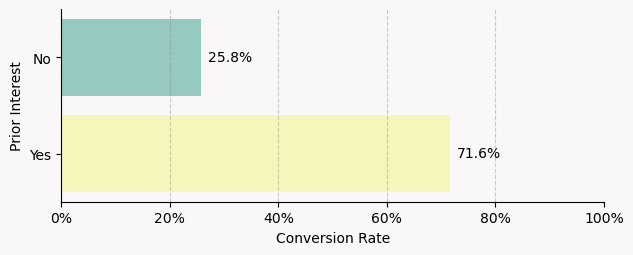 Prior Interest
No
25.8%
Yes
71.6%
0%
20%
40%
60%
80%
100%
Conversion Rate